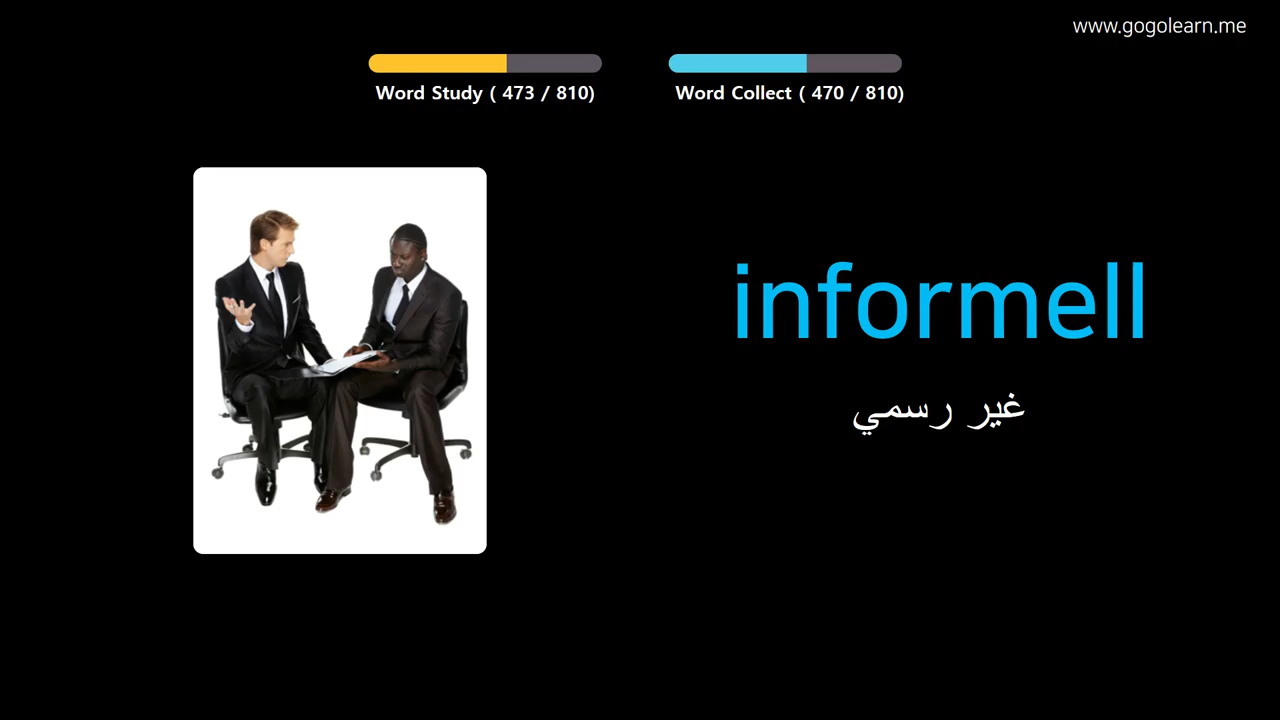 www.gogolearn.me
Word Study ( 473 / 810)
Word Collect ( 470 / 810)
informell
غير رسمي